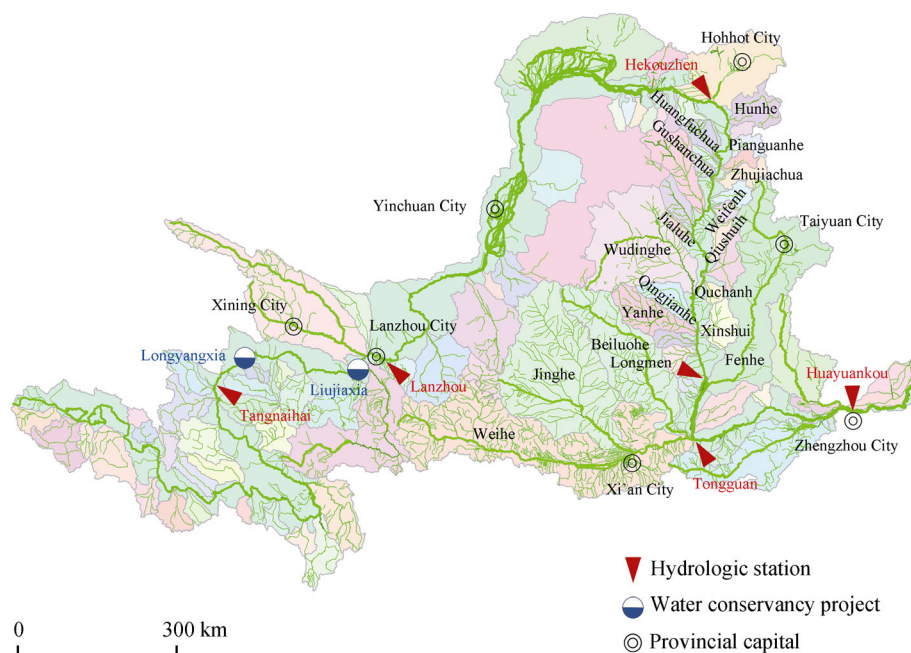 Hohhot City
Hekouzhen
Hunhe
Huangfuchua
Gushanchua
Pianguanhe
Zhujiachua
Weifenh
Yinchuan City
Jialuhe
Qiushuih
Taiyuan City
Wudinghe
Xining City
Qingjianhe
Quchanh
Lanzhou City
Yanhe
Xinshui
Longyangxia
Beiluohe
Longmen
Fenhe
Liujiaxia
Lanzhou
Jinghe
Huayuankou
Tangnaihai
Weihe
Zhengzhou City
Xi'an City
Tongguan
Hydrologic station
Water conservancy project
Provincial capital
0 300 km